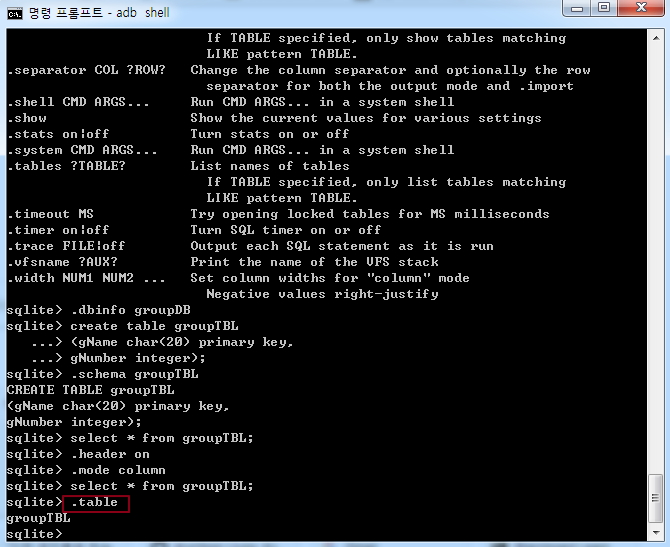 명령 프롬프트 - adb shell
If TABLE specified, only show tables matching
LIKE pattern TABLE.
.separator COL ?ROW? Change the column separator and optionally the row
separator for both the output mode and .import
.shell CMD ARGS... Run CMD ARGS... in a system shell
.show Show the current values for various settings
.stats on|off Turn stats on or off
.system CMD ARGS... Run CMD ARGS... in a system shell
.tables ?TABLE? List names of tables
If TABLE specified, only list tables matching
LIKE pattern TABLE.
.timeout MS Try opening locked tables for MS milliseconds
.timer on|off Turn SQL timer on or off
.trace FILE|off Output each SQL statement as it is run
.vfsname ?AUX? Print the name of the VFS stack
.width NUM1 NUM2 ... Set column widths for "column" mode
Negative values right-justify
sqlite> .dbinfo groupDB
sqlite> create table groupTBL
...> (gName char(20) primary key,
...> gNumber integer);
sqlite> .schema groupTBL
CREATE TABLE groupTBL
(gName char(20) primary key,
gNumber integer);
sqlite> select * from groupTBL;
sqlite> .header on
sqlite> .mode column
sqlite> select * from groupTBL;
sqlite> .table
groupTBL
sqlite>